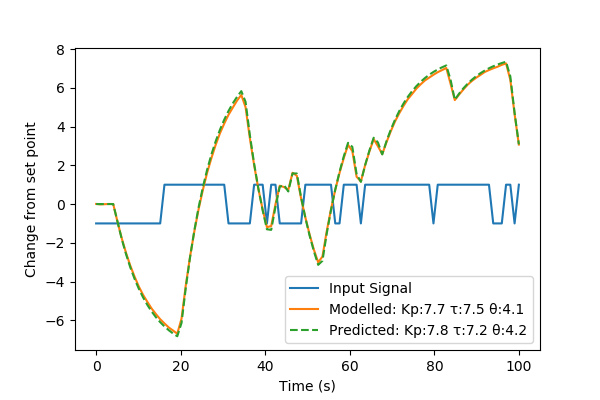 8
6
4
2
0
−2
−4
−6
Change from set point
0
20
40
60
80
100
Time (s)
Input Signal
Modelled: Kp:7.7 τ:7.5 θ:4.1
Predicted: Kp:7.8 τ:7.2 θ:4.2